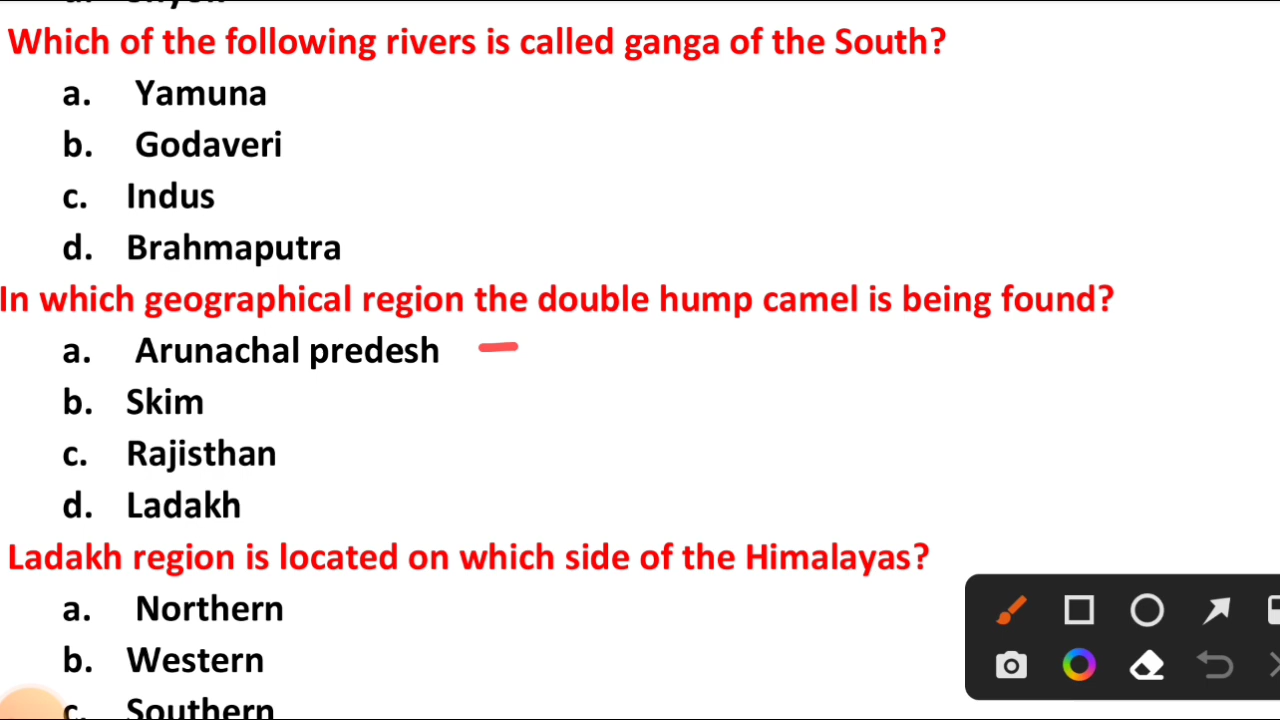 Which of the following rivers is called ganga of the South?
a. Yamuna
b. Godaveri
c. Indus
d. Brahmaputra
In which geographical region the double hump camel is being found?
a. Arunachal predesh
b. Skim
c. Rajisthan
d. Ladakh
Ladakh region is located on which side of the Himalayas?
a. Northern
b. Western
c. Southern